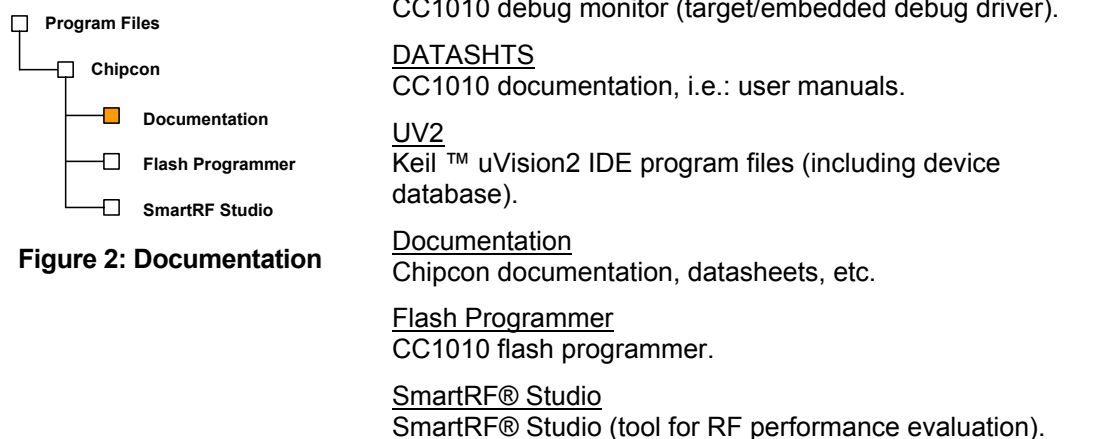 Program Files
Chipcon
Documentation
Flash Programmer
SmartRF Studio
Figure 2: Documentation
CC1010 debug monitor (target/embedded debug driver).
DATASHTS
CC1010 documentation, i.e.: user manuals.
UV2
Keil ™ uVision2 IDE program files (including device
database).
Documentation
Chipcon documentation, datasheets, etc.
Flash Programmer
CC1010 flash programmer.
SmartRF® Studio
SmartRF® Studio (tool for RF performance evaluation).